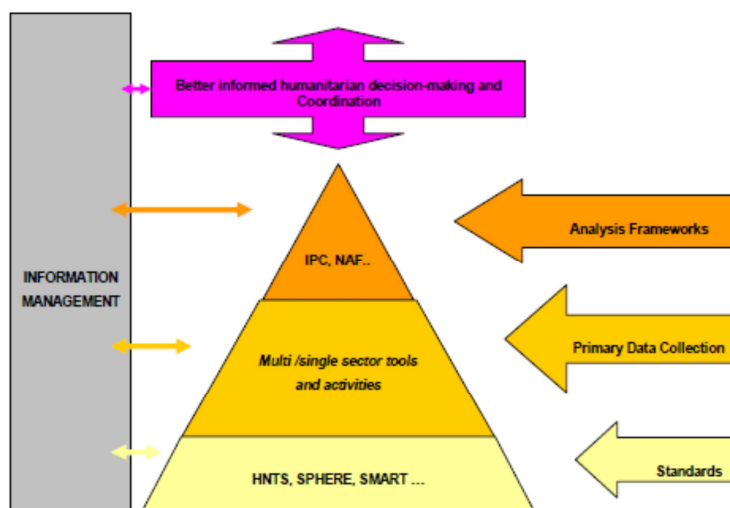 Better informed humanitarian decision-making and
Coordination
Analysis Frameworks
IPC, NAF..
INFORMATION
MANAGEMENT
Primary Data Collection
Multi /single sector tools
and activities
HNTS, SPHERE, SMART ...
Standards